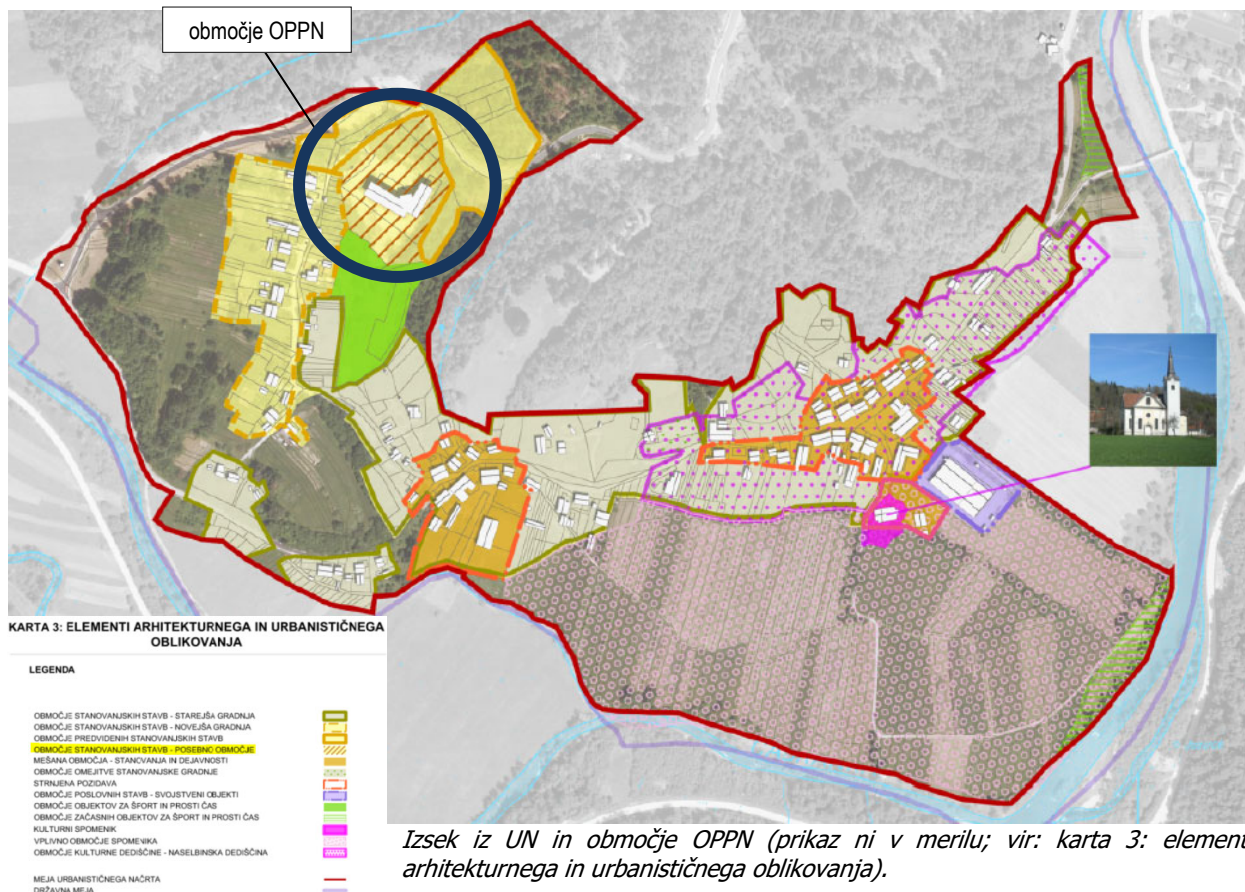 območje OPPN
KARTA 3: ELEMENTI ARHITEKTURNEGA IN URBANISTIČNEGA
OBLIKOVANJA
LEGENDA
OBMOČJE STANOVANJSKIH STAVB - STAREJŠA GRADNJA
OBMOČJE STANOVANJSKIH STAVB - NOVEJŠA GRADNJA
OBMOČJE PREDVIDENIH STANOVANJSKIH STAVB
OBMOČJE STANOVANJSKIH STAVB - POSEBNO OBMOČJE
MEŠANA OBMOČJA - STANOVANJA IN DEJAVNOSTI
OBMOČJE OMEJITVE STANOVANJSKE GRADNJE
STRNJENA POZIDAVA
OBMOČJE POSLOVNIH STAVB - SVOJSTVENI OBJEKTI
OBMOČJE OBJEKTOV ZA ŠPORT IN PROSTI ČAS
OBMOČJE ZAČASNIH OBJEKTOV ZA ŠPORT IN PROSTI ČAS
KULTURNI SPOMENIK
VPLIVNO OBMOČJE SPOMENIKA
OBMOČJE KULTURNE DEDIŠČINE - NASELBINSKA DEDIŠČINA
MEJA URBANISTIČNEGA NAČRTA
DRŽAVNA MEJA
Izsek iz UN in območje OPPN (prikaz ni v merilu; vir: karta 3: element
arhitekturnega in urbanističnega oblikovanja).